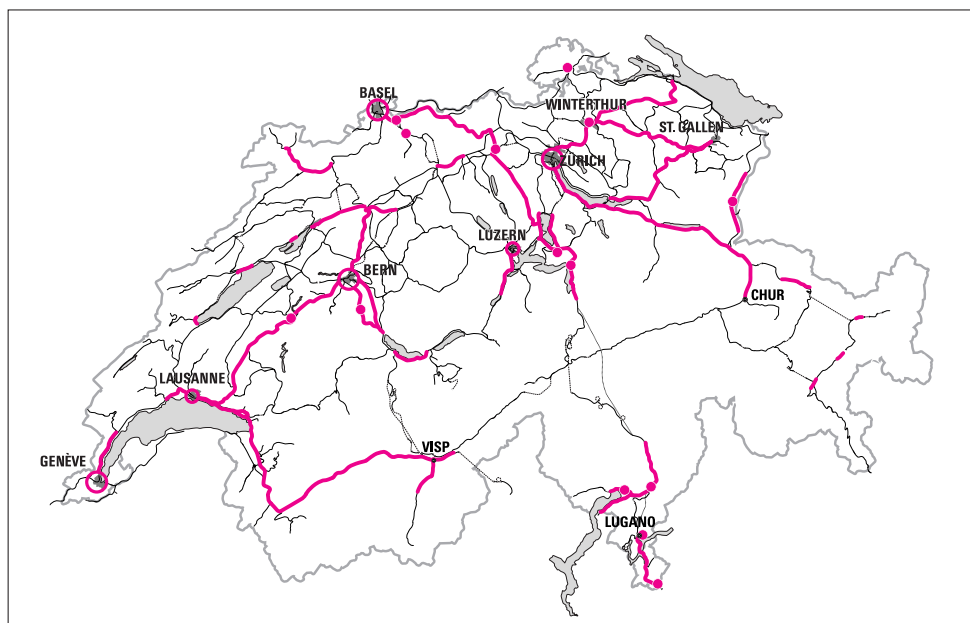 BASEL
WINTERTHUR
ST. GALLEN
ZÜRICH
LUZERN
BERN
CHUR
LAUSANNE
VISP
GENÈVE
LUGANO